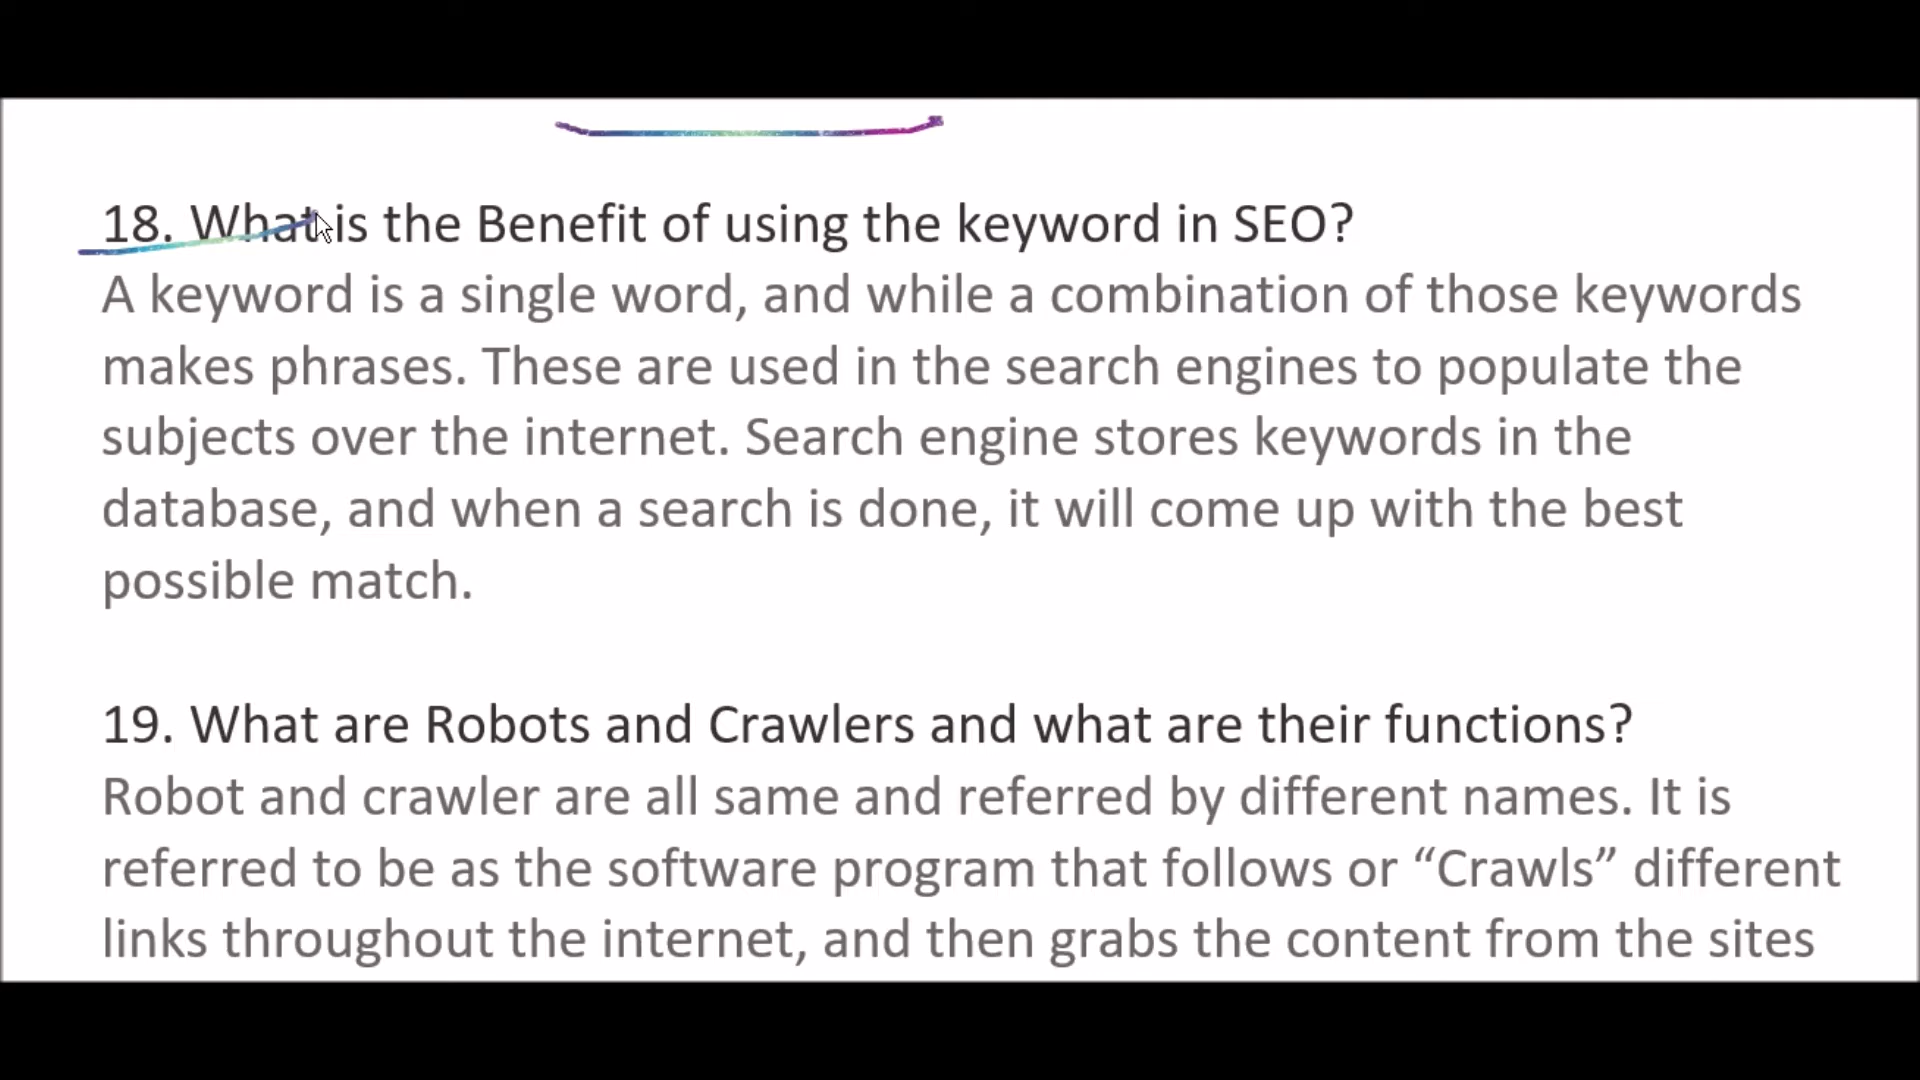 18. What is the Benefit of using the keyword in SEO?
A keyword is a single word, and while a combination of those keywords
makes phrases. These are used in the search engines to populate the
subjects over the internet. Search engine stores keywords in the
database, and when a search is done, it will come up with the best
possible match.
19. What are Robots and Crawlers and what are their functions?
Robot and crawler are all same and referred by different names. It is
referred to be as the software program that follows or “Crawls” different
links throughout the internet, and then grabs the content from the sites